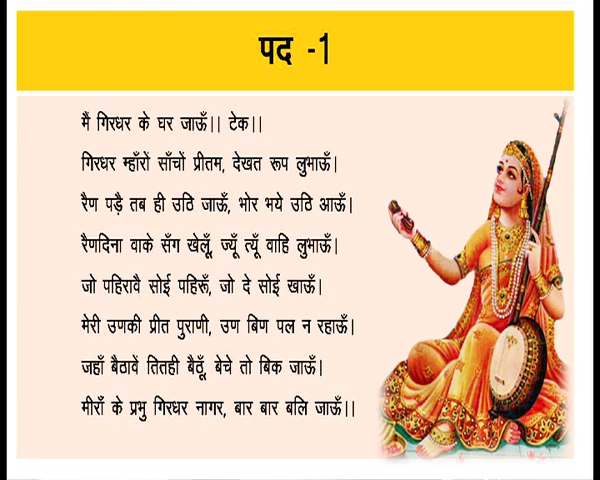 पद -1
मैं गिरधर के घर जाऊँ।। टेक।।
गिरधर म्हाँरों साँचों प्रीतम, देखत रूप लुभाऊँ।
रैण पड़ै तब ही उठि जाऊँ, भोर भये उठि आऊँ।
रैणदिना वाके सँग खेलूँ, ज्यूँ त्यूँ वाहि लुभाऊँ।
जो पहिरावै सोई पहिरूँ, जो दे सोई खाऊँ।
मेरी उणकी प्रीत पुराणी, उण बिण पल न रहाऊँ।
जहाँ बैठावें तितही बैठूँ, बेचे तो बिक जाऊँ।
मीराँ के प्रभु गिरधर नागर, बार बार बलि जाऊँ।।